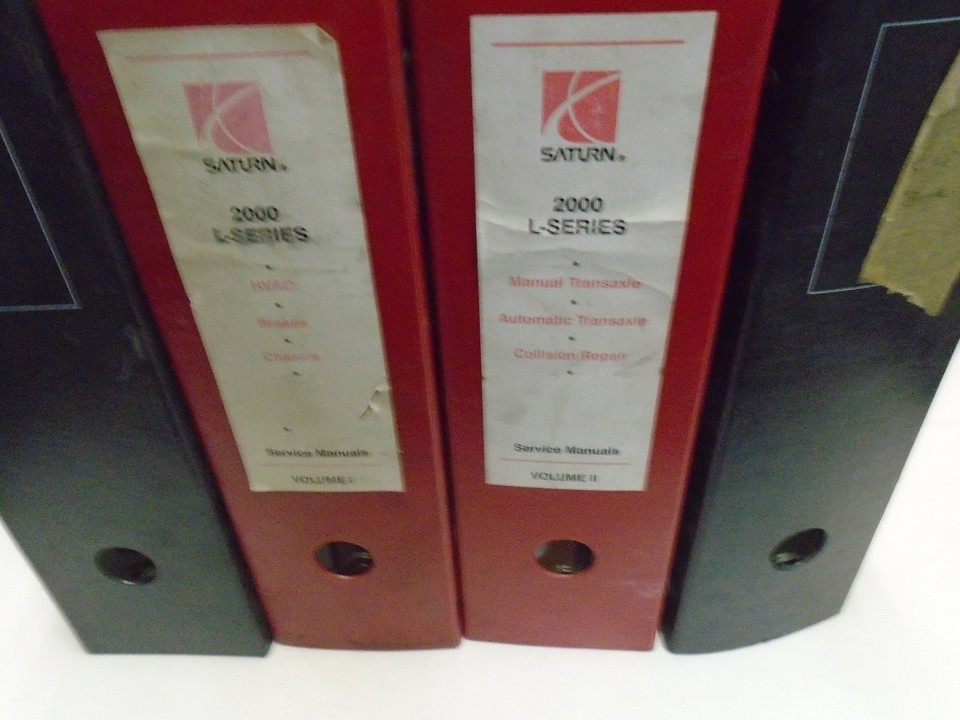 SATURN®
2000
L-SERIES
HVAC
Brakes
Chassis
Service Manuals
VOLUME I
SATURN®
2000
L-SERIES
Manual Transaxle
Automatic Transaxle
Collision Repair
Service Manuals
VOLUME II